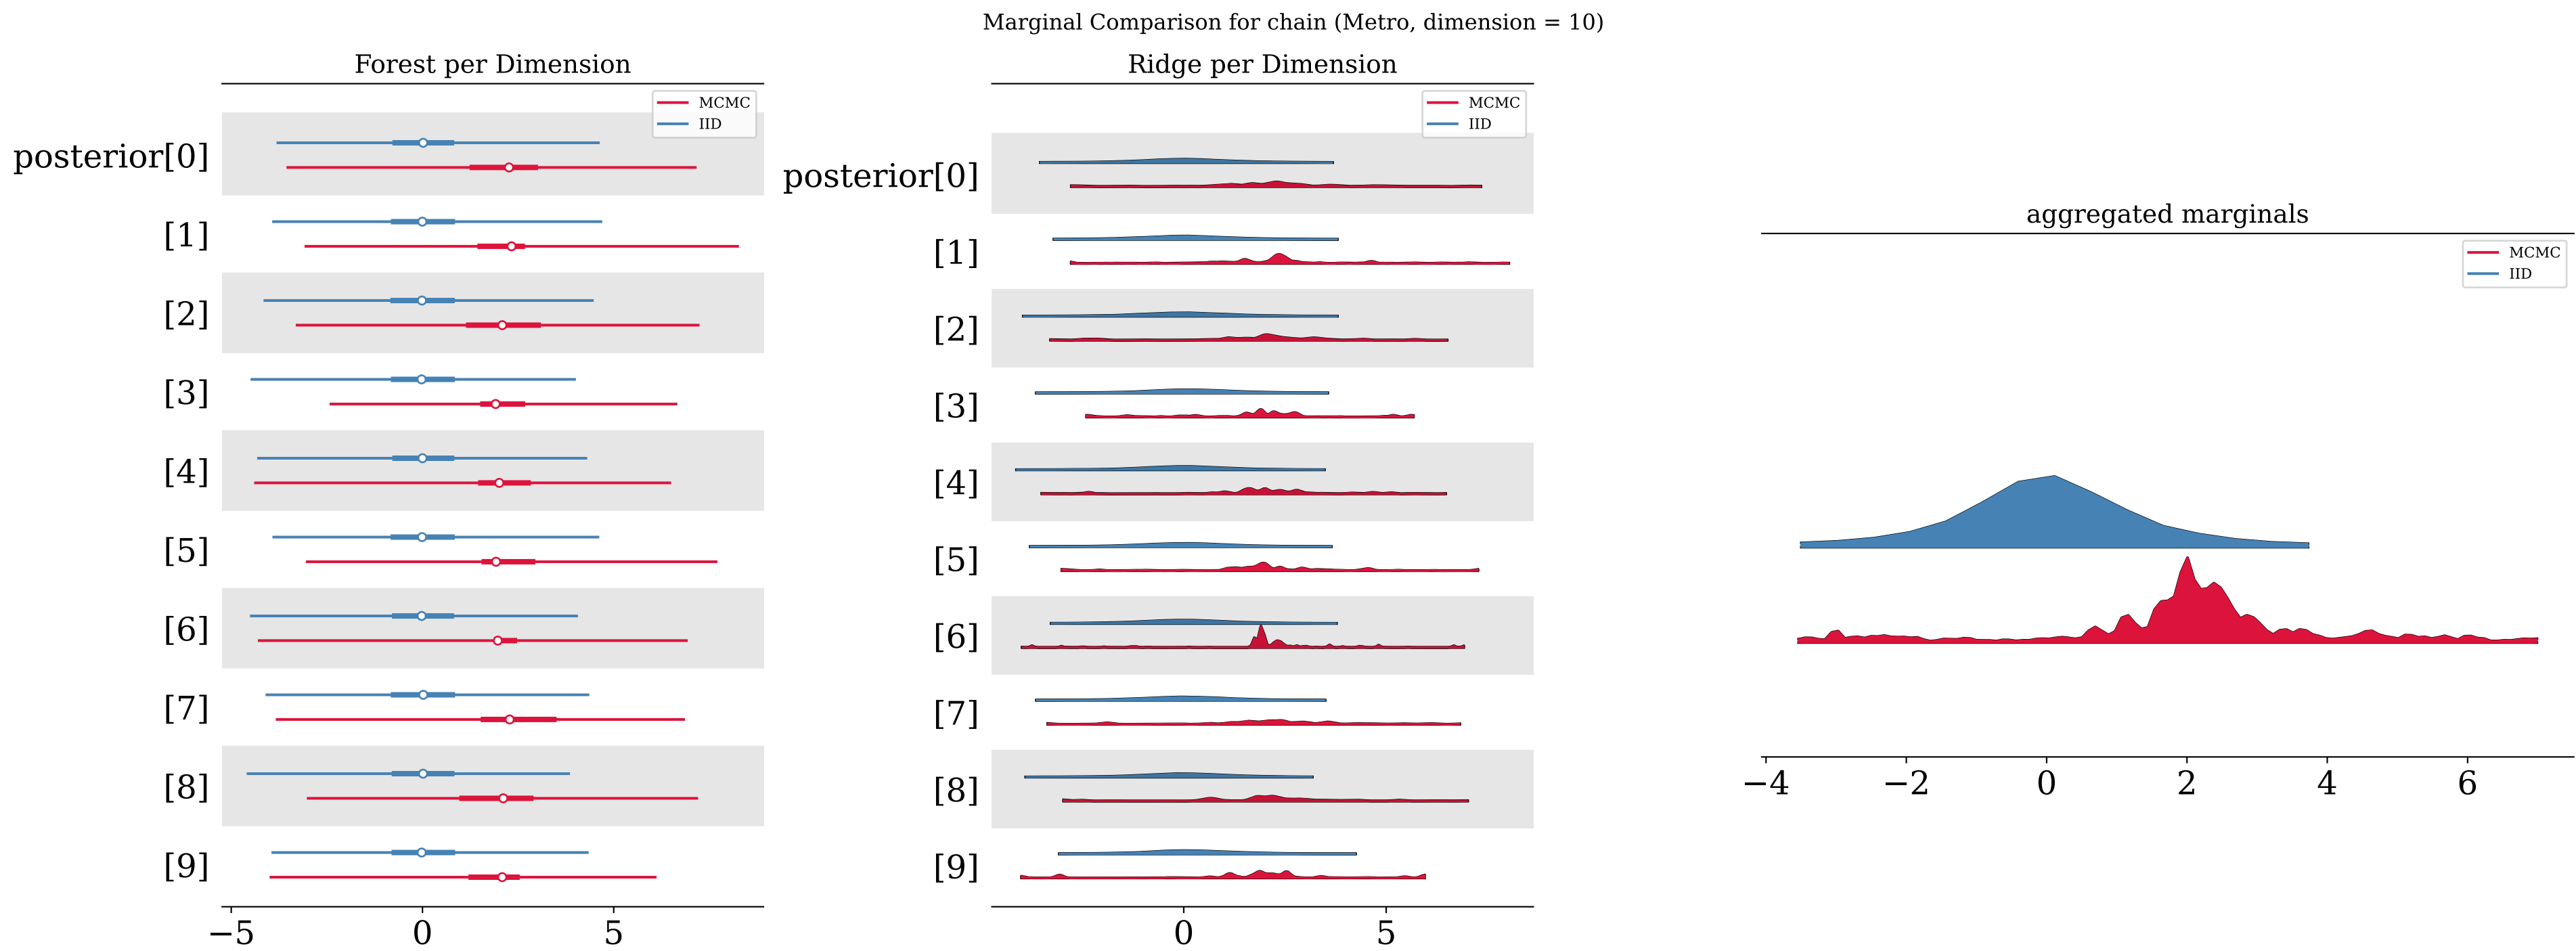 Marginal Comparison for chain (Metro, dimension = 10)
Forest per Dimension
MCMC
IID
posterior[0]
[1]
[2]
[3]
[4]
[5]
[6]
[7]
[8]
[9]
−5 0 5
Ridge per Dimension
MCMC
IID
posterior[0]
[1]
[2]
[3]
[4]
[5]
[6]
[7]
[8]
[9]
0 5
aggregated marginals
MCMC
IID
−4 −2 0 2 4 6